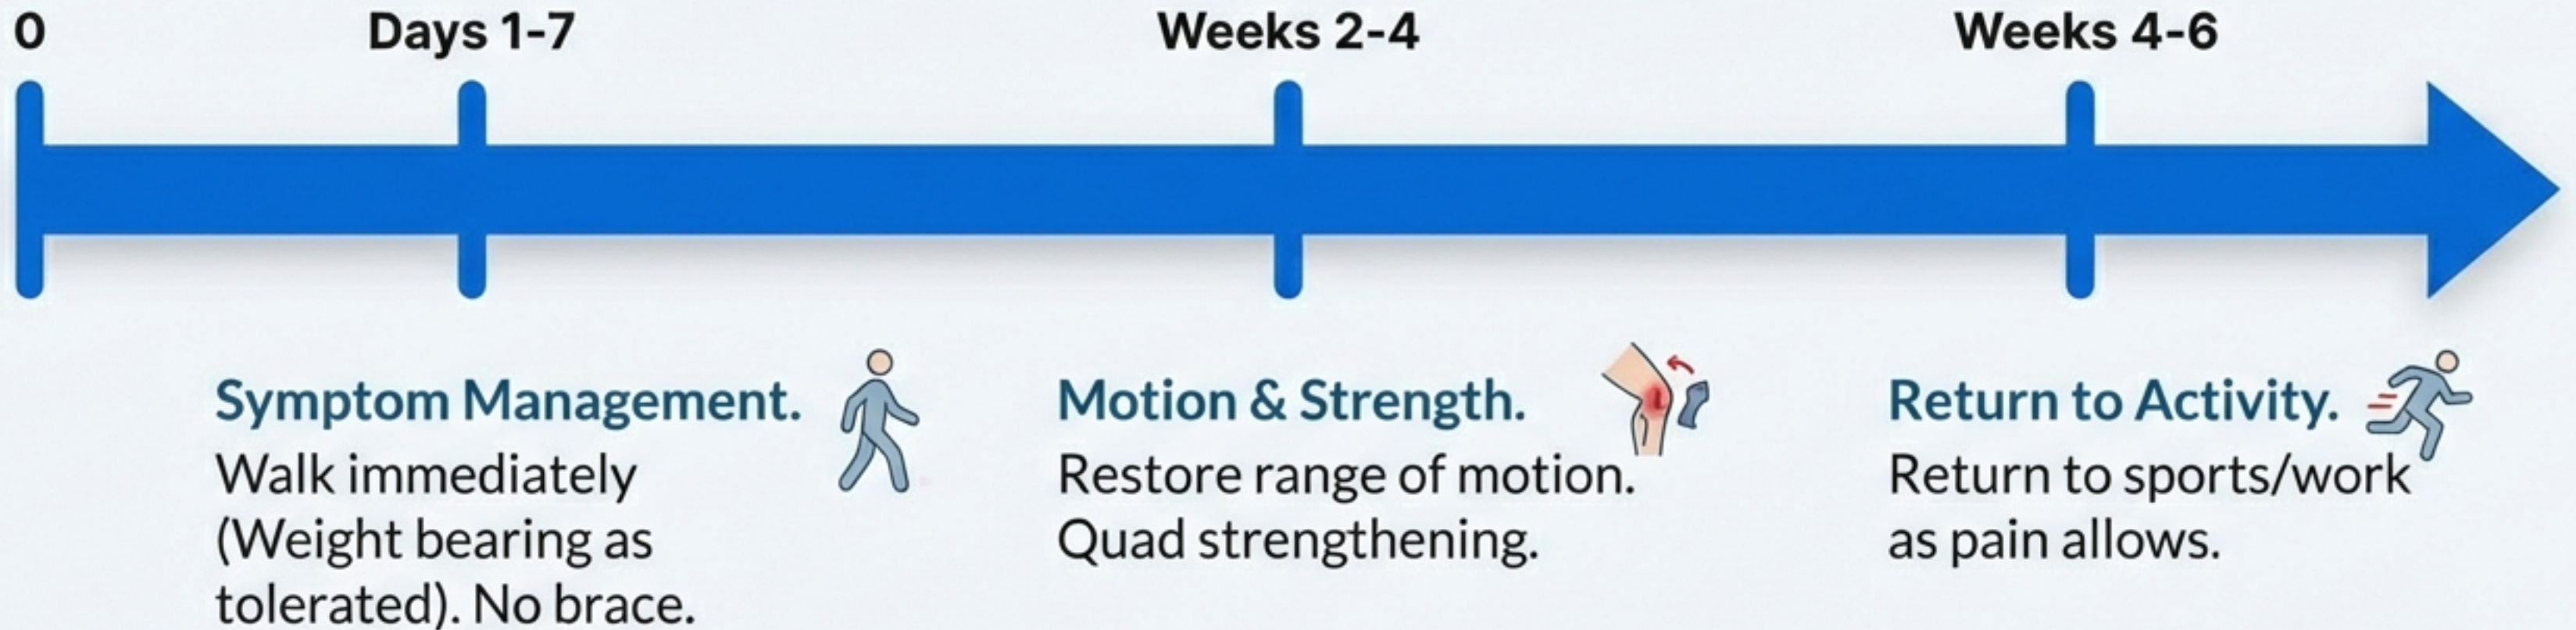 0
Days 1-7
Weeks 2-4
Weeks 4-6
Symptom Management.
Walk immediately
(Weight bearing as
tolerated). No brace.
Motion & Strength.
Restore range of motion.
Quad strengthening.
Return to Activity.
Return to sports/work
as pain allows.